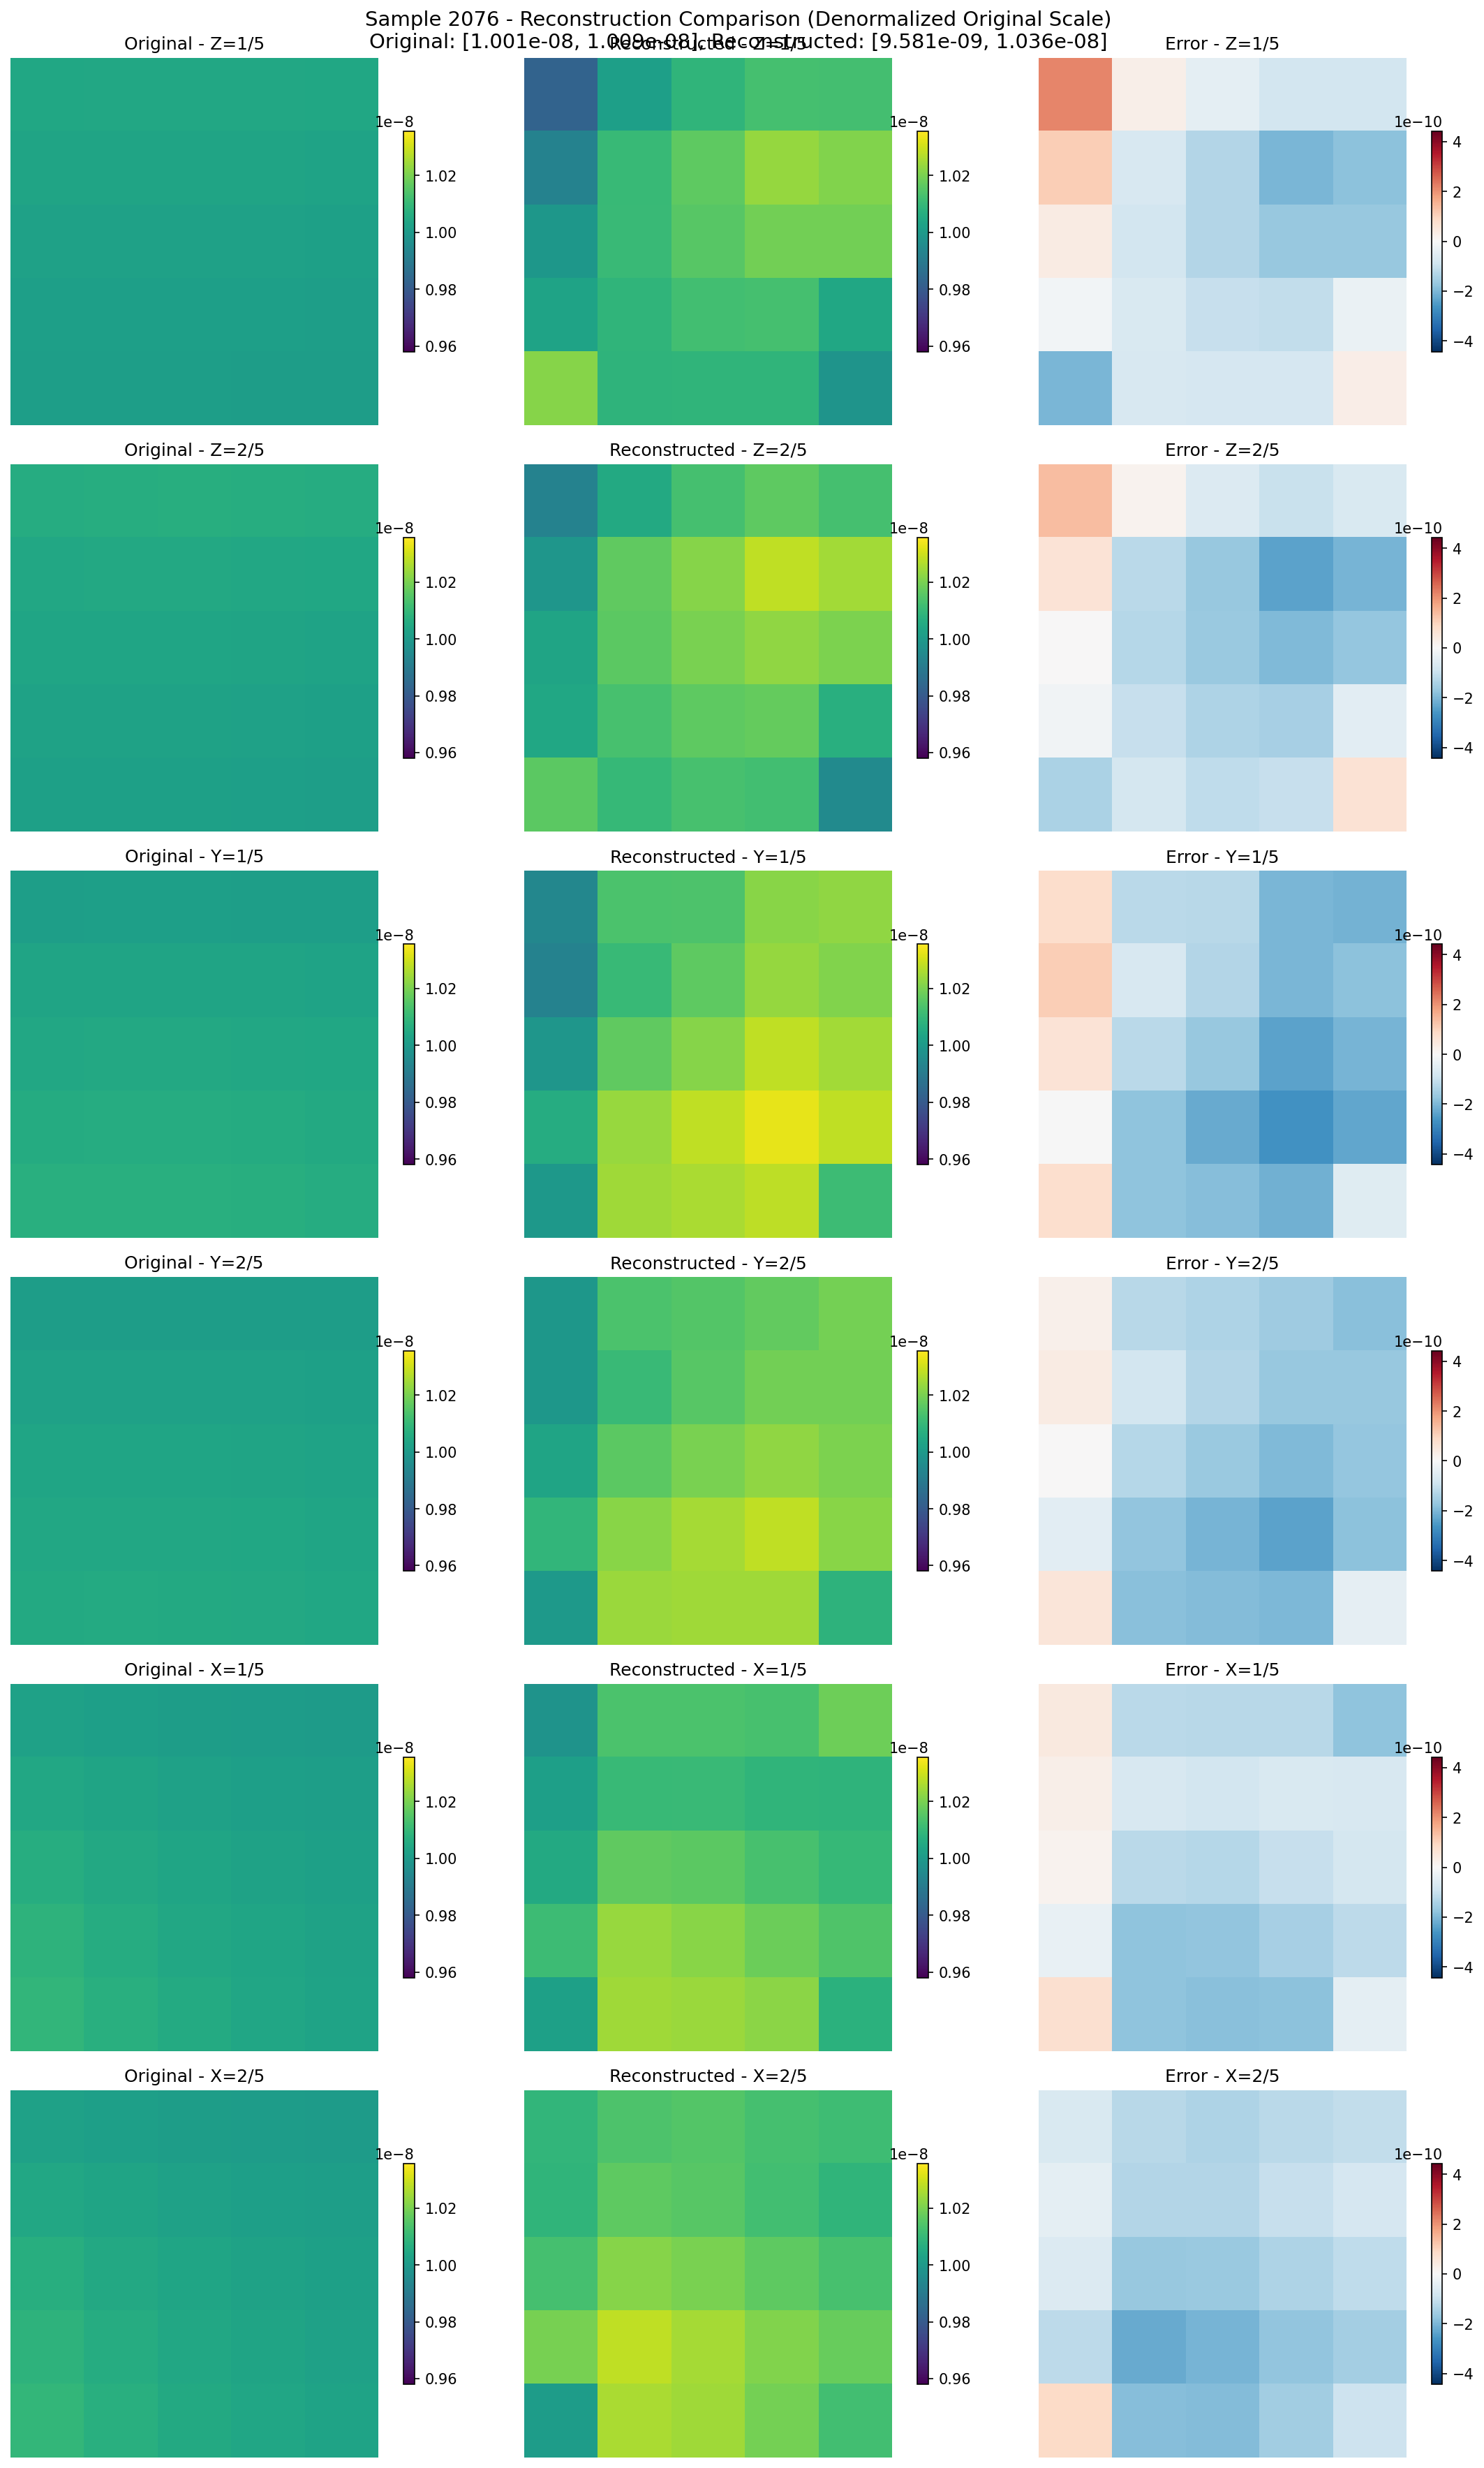 Sample 2076 - Reconstruction Comparison (Denormalized Original Scale)
Original: [1.001e-08, 1.009e-08], Reconstructed: [9.581e-09, 1.036e-08]
Original - Z=1/5
Reconstructed - Z=1/5
Error - Z=1/5
1e−8
1.02
1.00
0.98
0.96
1e−8
1.02
1.00
0.98
0.96
1e−10
4
2
0
−2
−4
Original - Z=2/5
Reconstructed - Z=2/5
Error - Z=2/5
1e−8
1.02
1.00
0.98
0.96
1e−8
1.02
1.00
0.98
0.96
1e−10
4
2
0
−2
−4
Original - Y=1/5
Reconstructed - Y=1/5
Error - Y=1/5
1e−8
1.02
1.00
0.98
0.96
1e−8
1.02
1.00
0.98
0.96
1e−10
4
2
0
−2
−4
Original - Y=2/5
Reconstructed - Y=2/5
Error - Y=2/5
1e−8
1.02
1.00
0.98
0.96
1e−8
1.02
1.00
0.98
0.96
1e−10
4
2
0
−2
−4
Original - X=1/5
Reconstructed - X=1/5
Error - X=1/5
1e−8
1.02
1.00
0.98
0.96
1e−8
1.02
1.00
0.98
0.96
1e−10
4
2
0
−2
−4
Original - X=2/5
Reconstructed - X=2/5
Error - X=2/5
1e−8
1.02
1.00
0.98
0.96
1e−8
1.02
1.00
0.98
0.96
1e−10
4
2
0
−2
−4